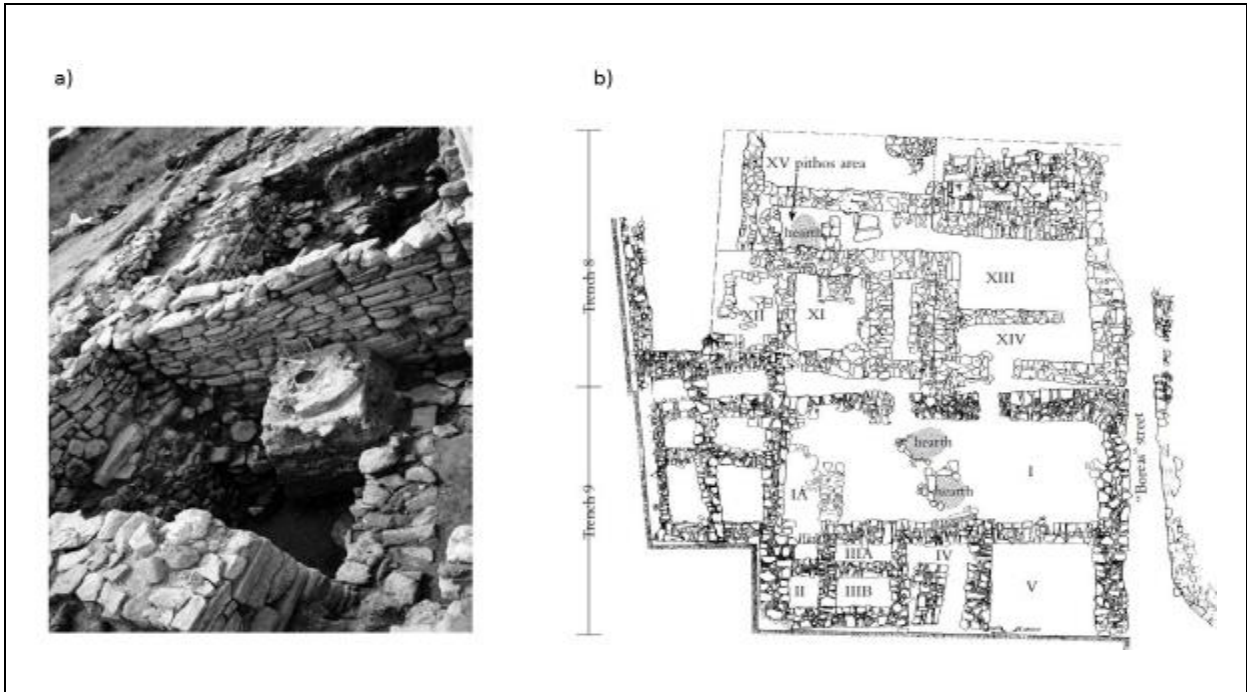 a)
b)
XV pithos area
hearth
XIII
XII
XI
XIV
Trench 8
hearth
hearth
I
IA
"Boreas" street
Trench 9
IIIA
IV
II
IIIB
V